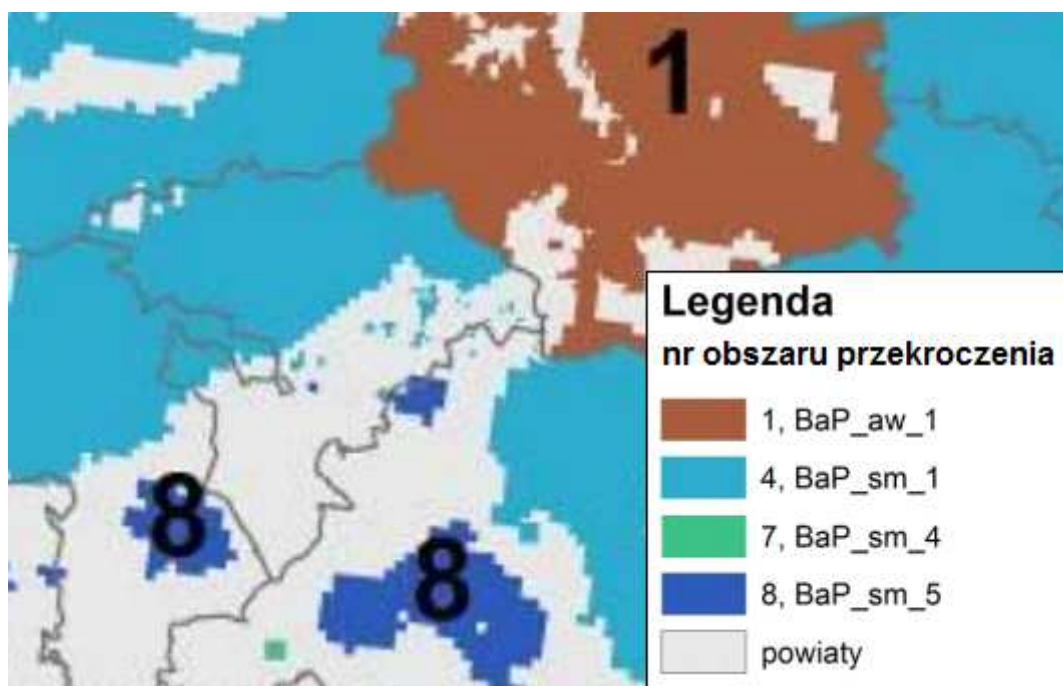 1
8
8
Legenda
nr obszaru przekroczenia
1, BaP_aw_1
4, BaP_sm_1
7, BaP_sm_4
8, BaP_sm_5
powiaty